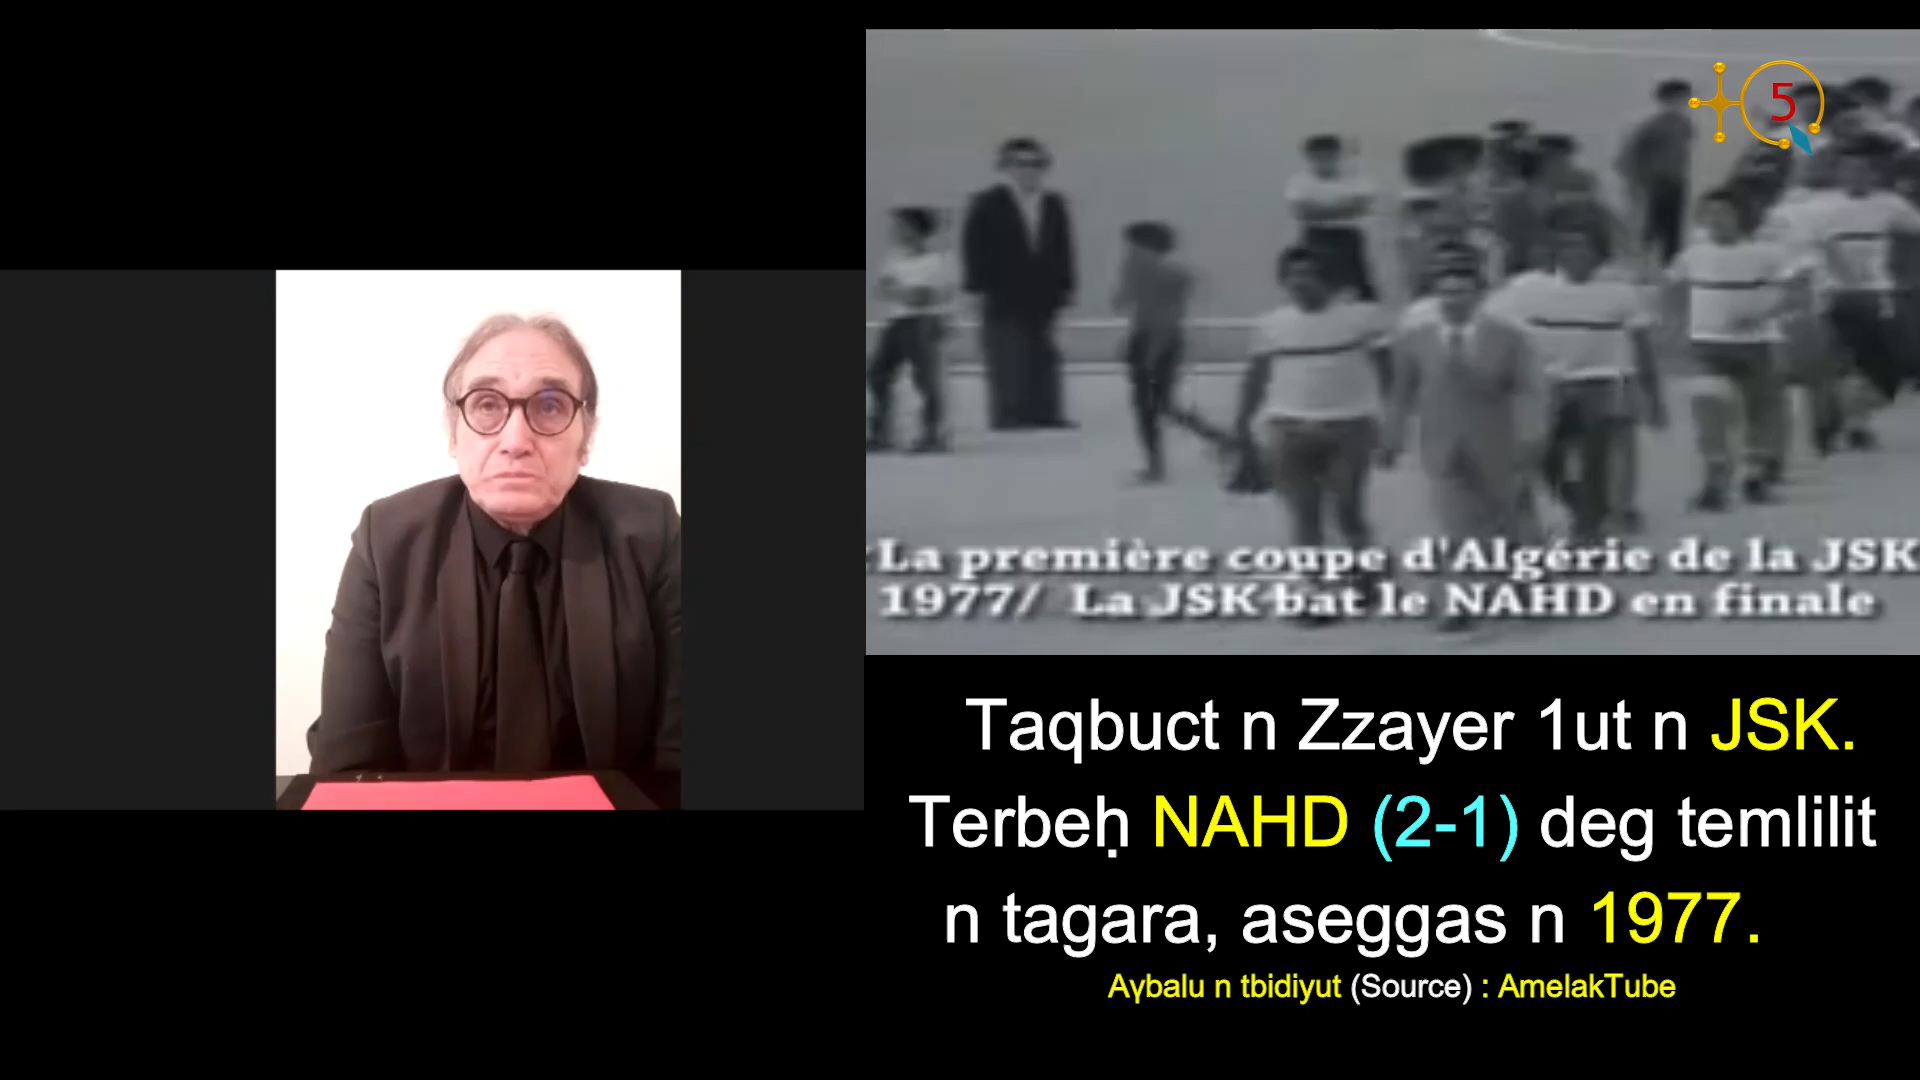 5
La première coupe d'Algérie de la JSK
1977/ La JSK bat le NAHD en finale
Taqbuct n Zzayer 1ut n JSK.
Terbeḥ NAHD (2-1) deg temlilit
n tagara, aseggas n 1977.
Aγbalu n tbidiyut (Source) : AmelakTube